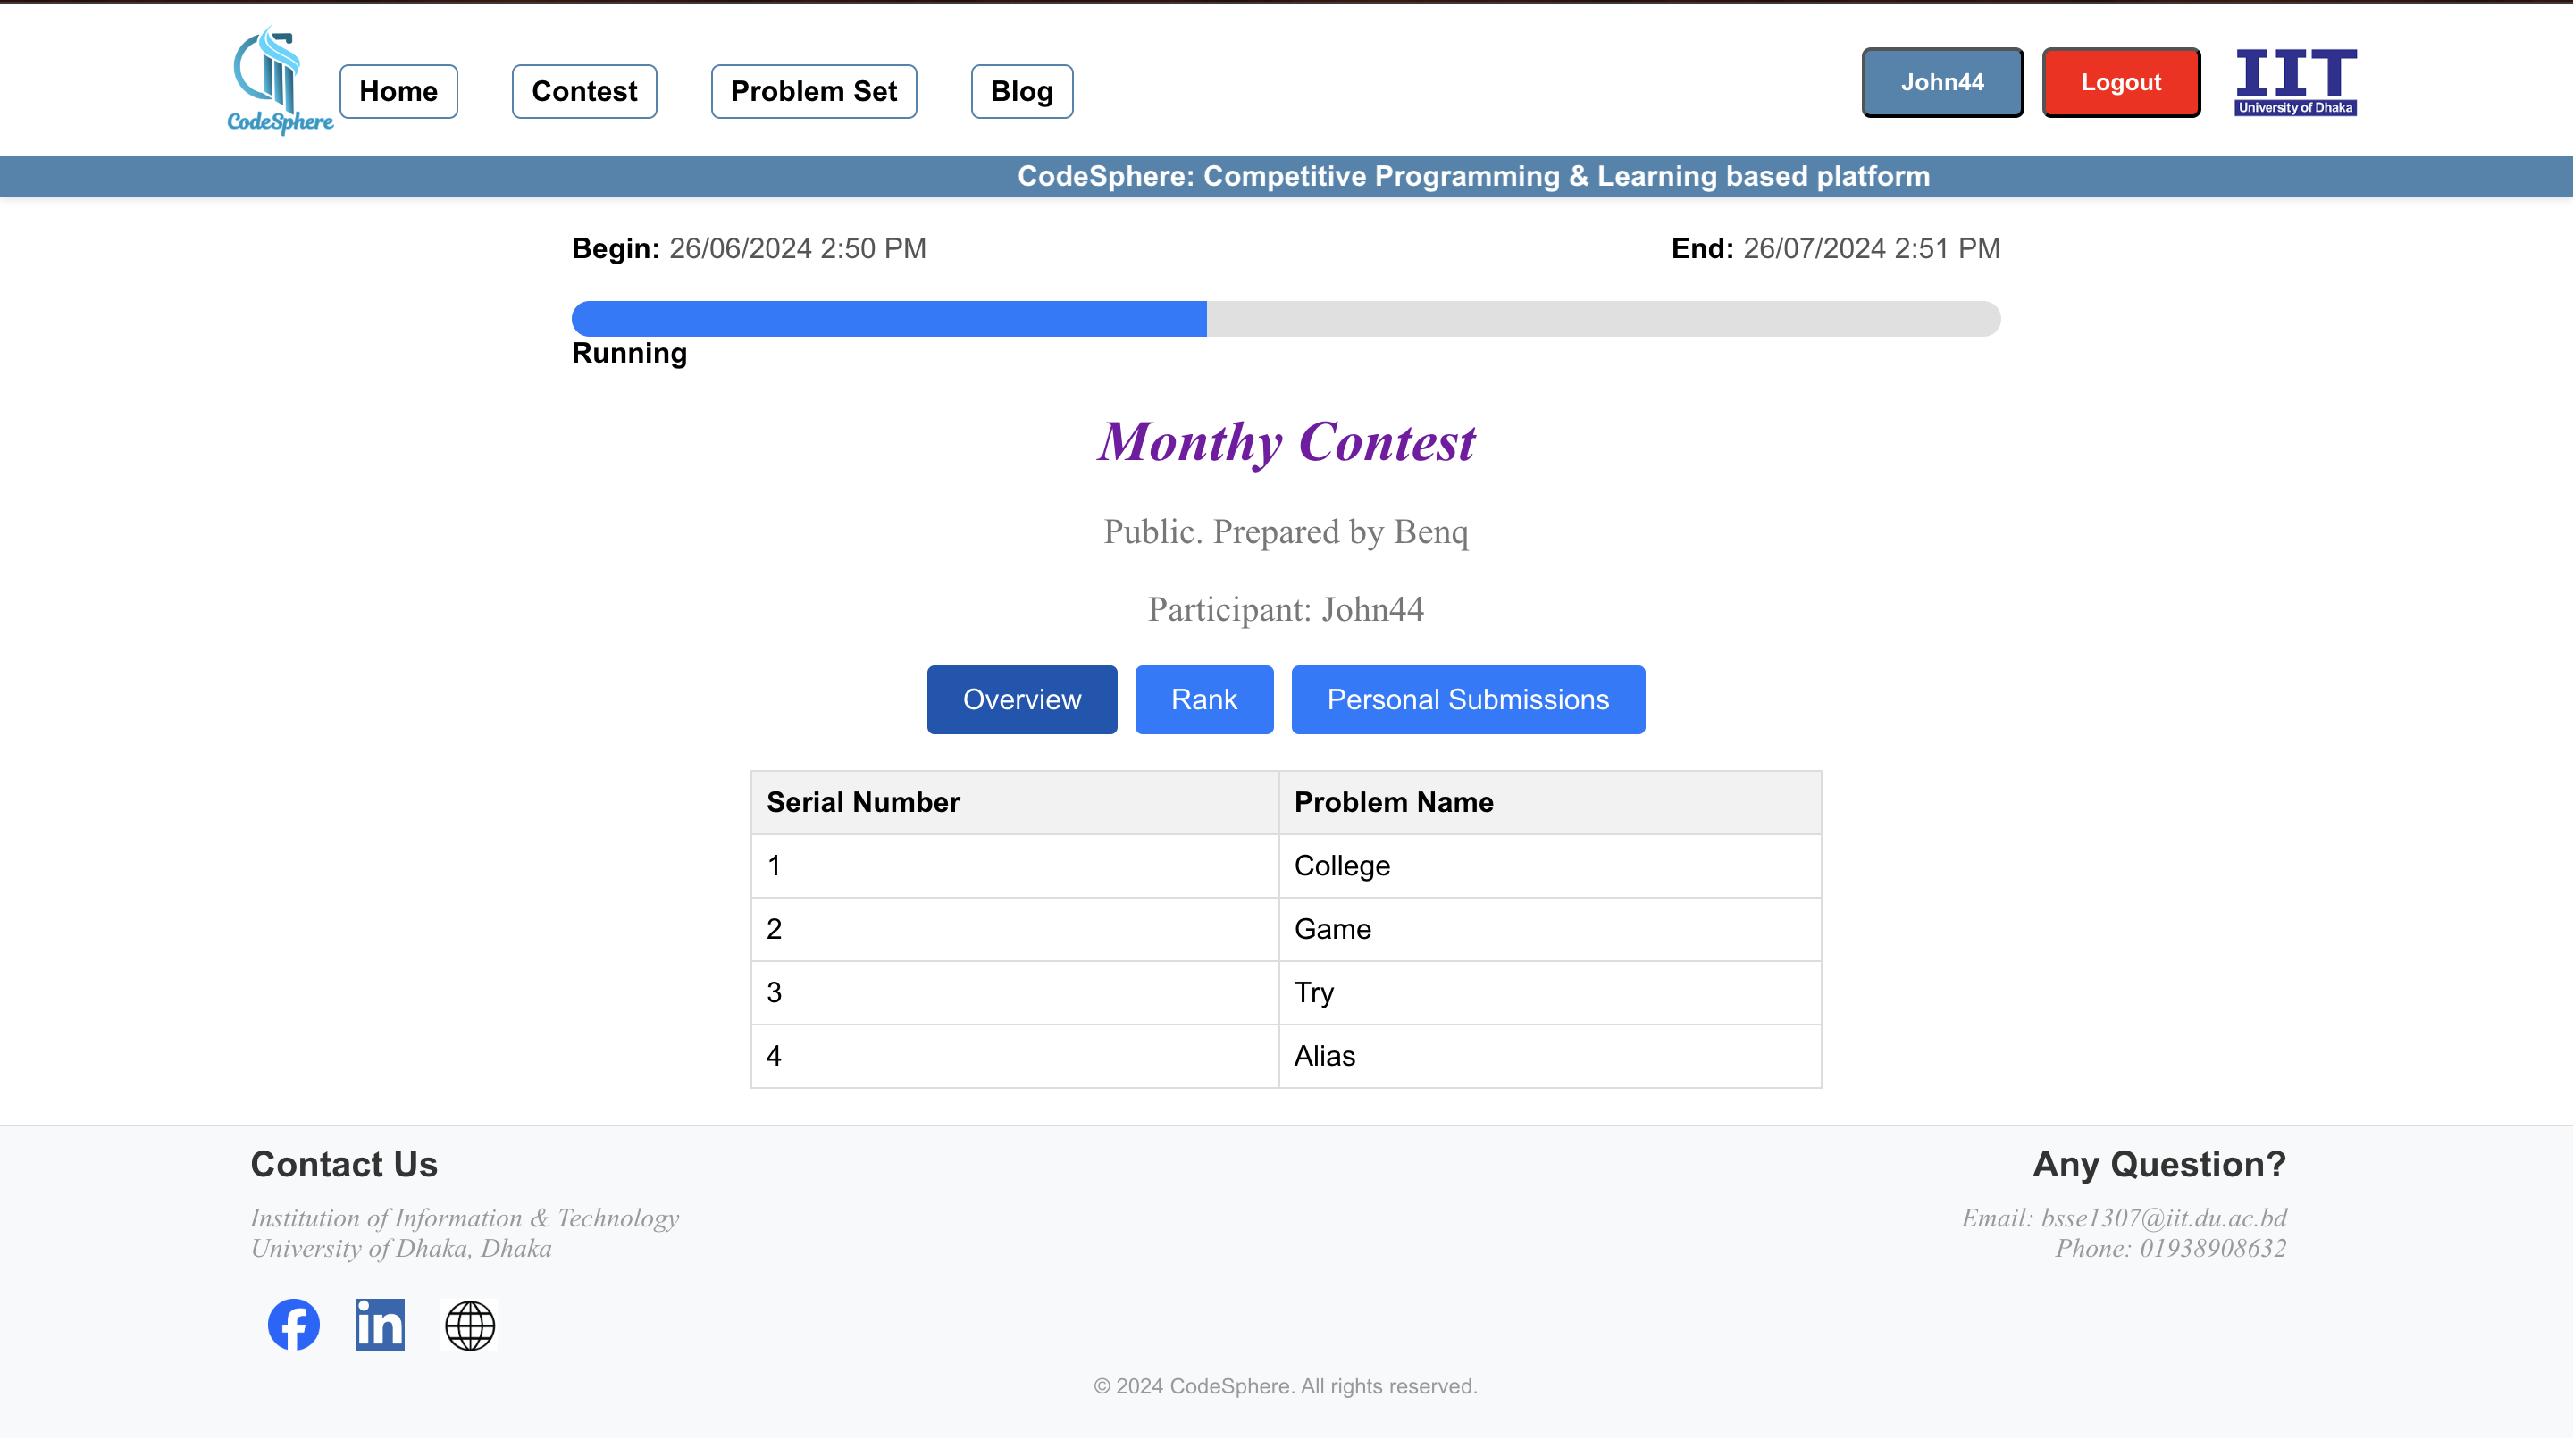 CodeSphere
Home Contest Problem Set Blog
John44 Logout
IIT
University of Dhaka
CodeSphere: Competitive Programming & Learning based platform
Begin: 26/06/2024 2:50 PM End: 26/07/2024 2:51 PM
Running
Monthy Contest
Public. Prepared by Benq
Participant: John44
Overview Rank Personal Submissions
Serial Number Problem Name
1 College
2 Game
3 Try
4 Alias
Contact Us
Institution of Information & Technology
University of Dhaka, Dhaka
Any Question?
Email: bsse1307@iit.du.ac.bd
Phone: 01938908632
f in
© 2024 CodeSphere. All rights reserved.